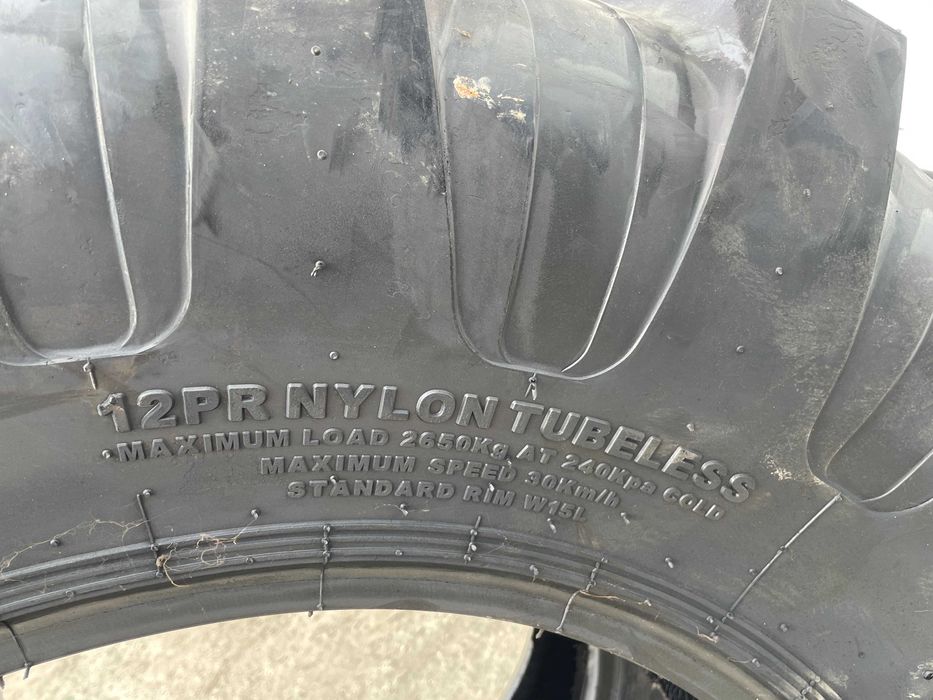 12PR NYLON TUBELESS
MAXIMUM LOAD 2650Kg AT 240Kpa COLD
MAXIMUM SPEED 30Km/h
STANDARD RIM W15L